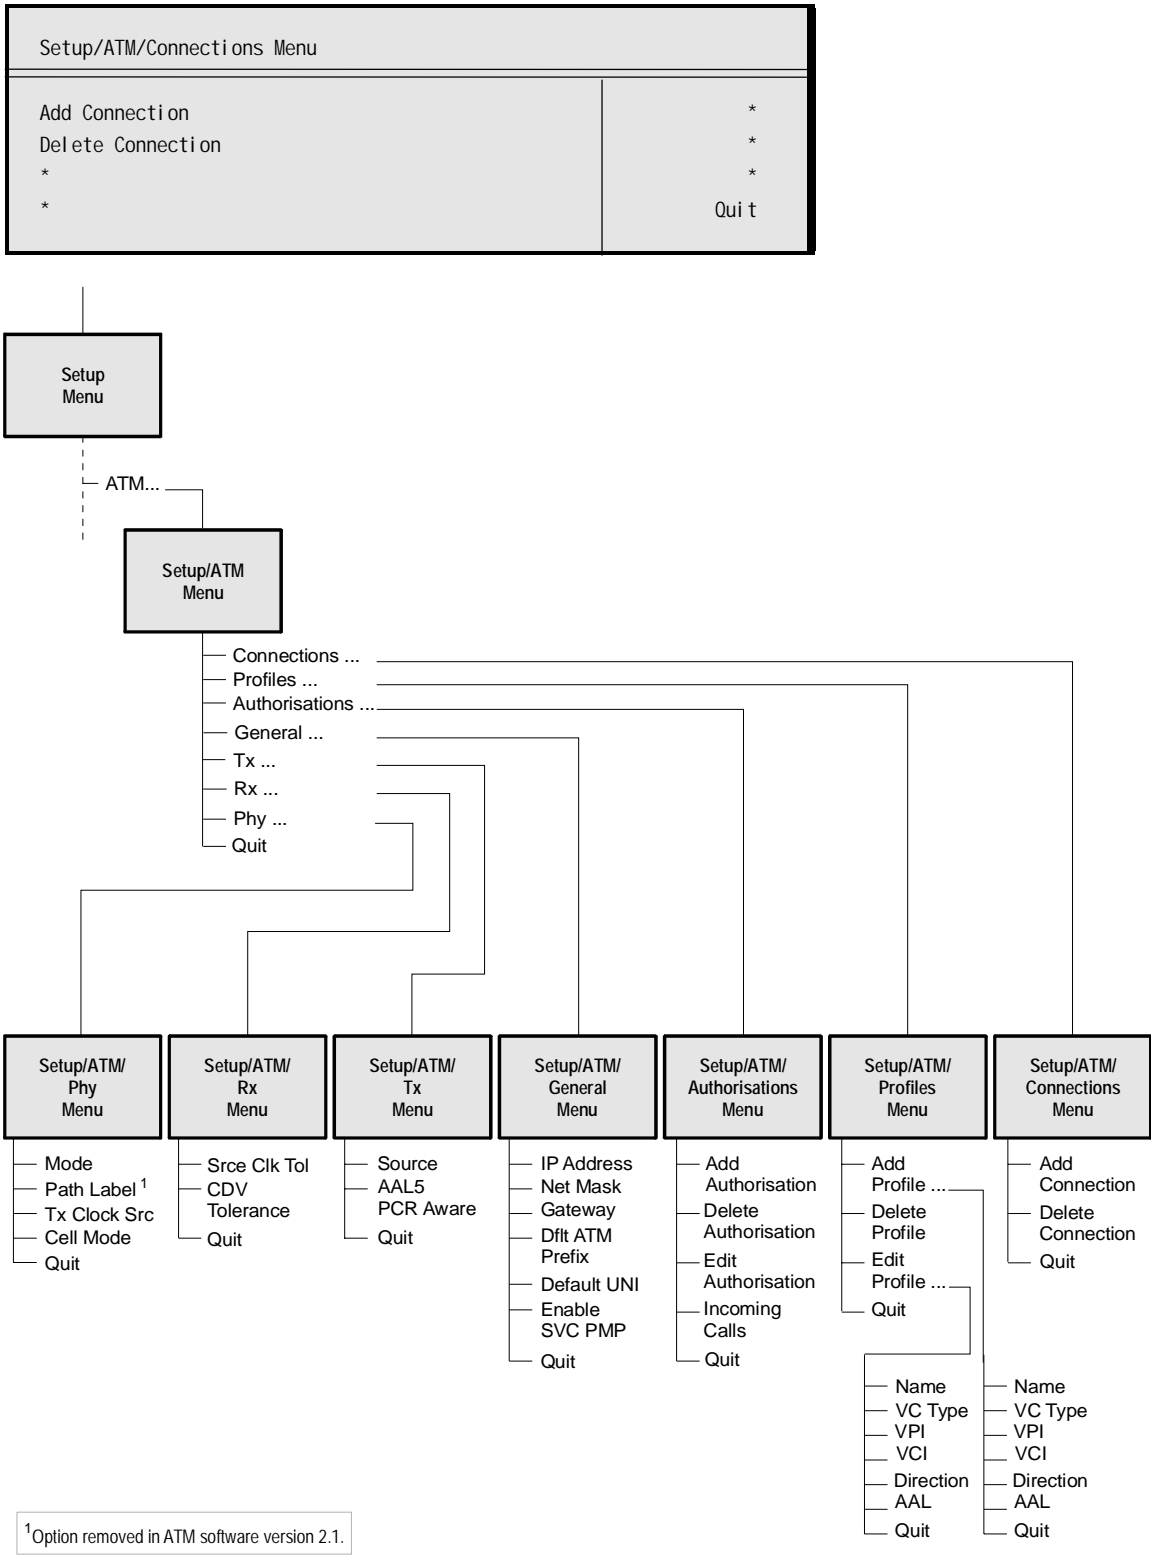 Setup/ATM/Connections Menu
Add Connection *
Delete Connection *
* *
* Quit
Setup
Menu
ATM...
Setup/ATM
Menu
Connections ...
Profiles ...
Authorisations ...
General ...
Tx ...
Rx ...
Phy ...
Quit
Setup/ATM/
Phy
Menu
Mode
Path Label 1
Tx Clock Src
Cell Mode
Quit
Setup/ATM/
Rx
Menu
Srce Clk Tol
CDV
Tolerance
Quit
Setup/ATM/
Tx
Menu
Source
AAL5
PCR Aware
Quit
Setup/ATM/
General
Menu
IP Address
Net Mask
Gateway
Dflt ATM
Prefix
Default UNI
Enable
SVC PMP
Quit
Setup/ATM/
Authorisations
Menu
Add
Authorisation
Delete
Authorisation
Edit
Authorisation
Incoming
Calls
Quit
Setup/ATM/
Profiles
Menu
Add
Profile ...
Delete
Profile
Edit
Profile ...
Quit
Setup/ATM/
Connections
Menu
Add
Connection
Delete
Connection
Quit
Name
VC Type
VPI
VCI
Direction
AAL
Quit
Name
VC Type
VPI
VCI
Direction
AAL
Quit
1Option removed in ATM software version 2.1.